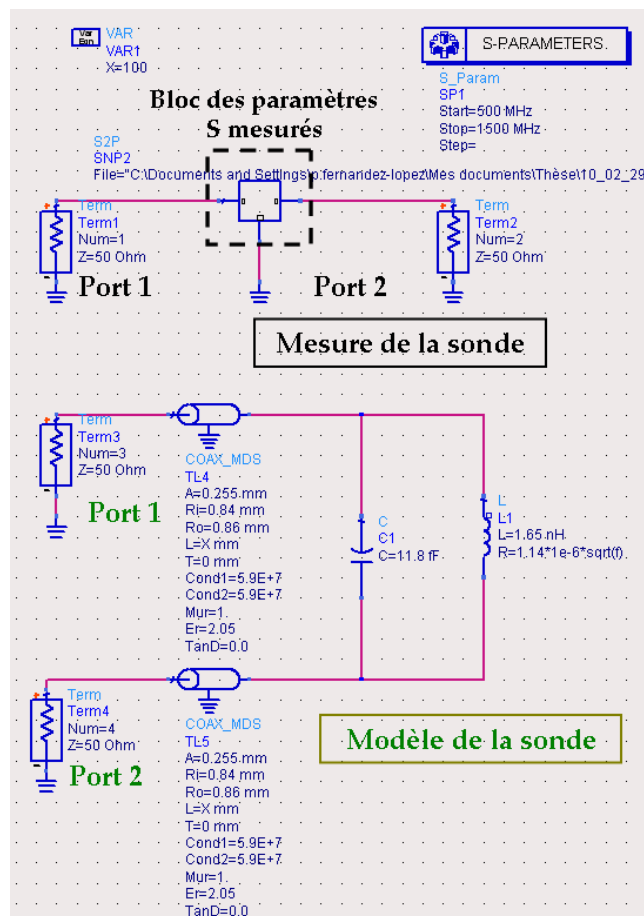 Var
Eqn
VAR
VAR1
X=100
S-PARAMETERS
S_Param
SP1
Start=500 MHz
Stop=1500 MHz
Step=
Bloc des paramètres
S mesurés
S2P
SNP2
File="C:\Documents and Settings\p.fernandez-lopez\Mes documents\Thèse\10_02_29
Term
Term1
Num=1
Z=50 Ohm
Port 1
Term
Term2
Num=2
Z=50 Ohm
Port 2
Mesure de la sonde
Term
Term3
Num=3
Z=50 Ohm
Port 1
COAX_MDS
TL4
A=0.255 mm
Ri=0.84 mm
Ro=0.86 mm
L=X mm
T=0 mm
Cond1=5.9E+7
Cond2=5.9E+7
Mur=1.
Er=2.05
TanD=0.0
C
C1
C=11.8 fF
L
L1
L=1.65 nH
R=1.14*1e-6*sqrt(f)
Term
Term4
Num=4
Z=50 Ohm
Port 2
COAX_MDS
TL5
A=0.255 mm
Ri=0.84 mm
Ro=0.86 mm
L=X mm
T=0 mm
Cond1=5.9E+7
Cond2=5.9E+7
Mur=1.
Er=2.05
TanD=0.0
Modèle de la sonde